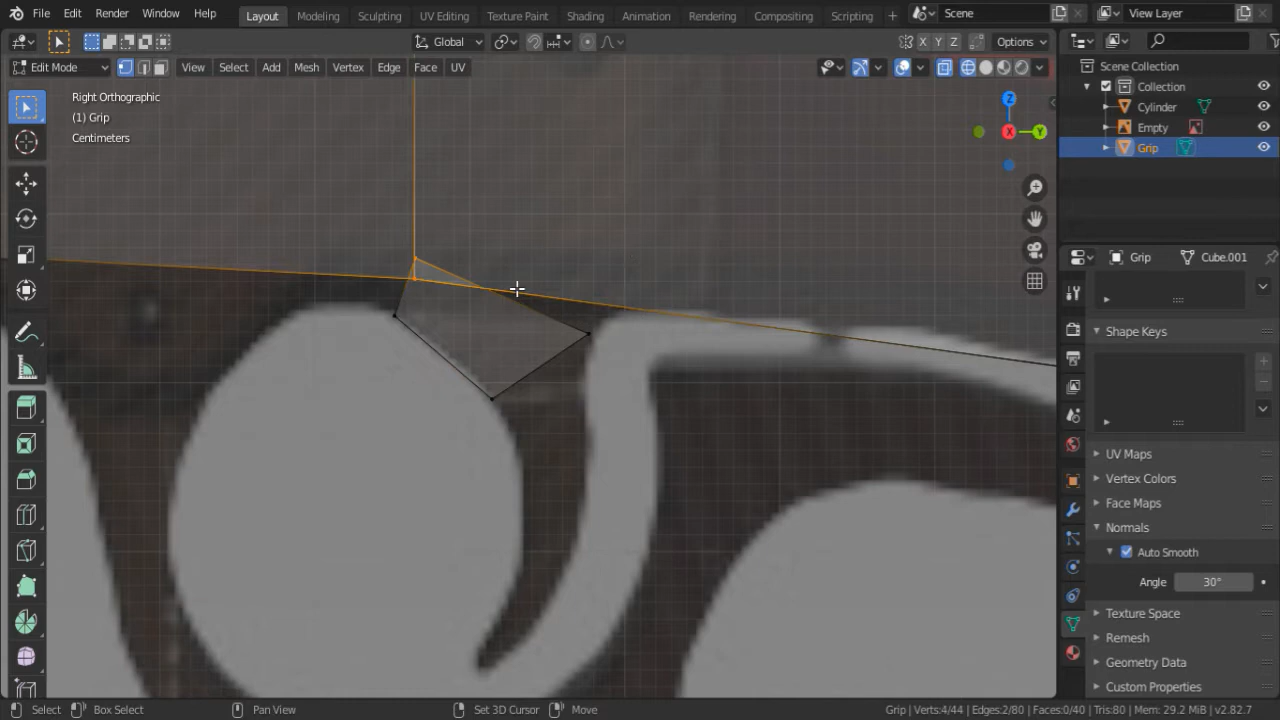 File Edit Render Window Help Layout Modeling Sculpting UV Editing Texture Paint Shading Animation Rendering Compositing Scripting + Scene View Layer
Global X Y Z Options
Edit Mode View Select Add Mesh Vertex Edge Face UV
Scene Collection
Collection
Cylinder
Empty
Grip
Right Orthographic
(1) Grip
Centimeters
Z
X Y
Grip Cube.001
Shape Keys
UV Maps
Vertex Colors
Face Maps
Normals
Auto Smooth
Angle 30°
Texture Space
Remesh
Geometry Data
Custom Properties
Select Box Select Pan View Set 3D Cursor Move Grip | Verts:4/44 | Edges:2/80 | Faces:0/40 | Tris:80 | Mem: 29.2 MiB | v2.82.7